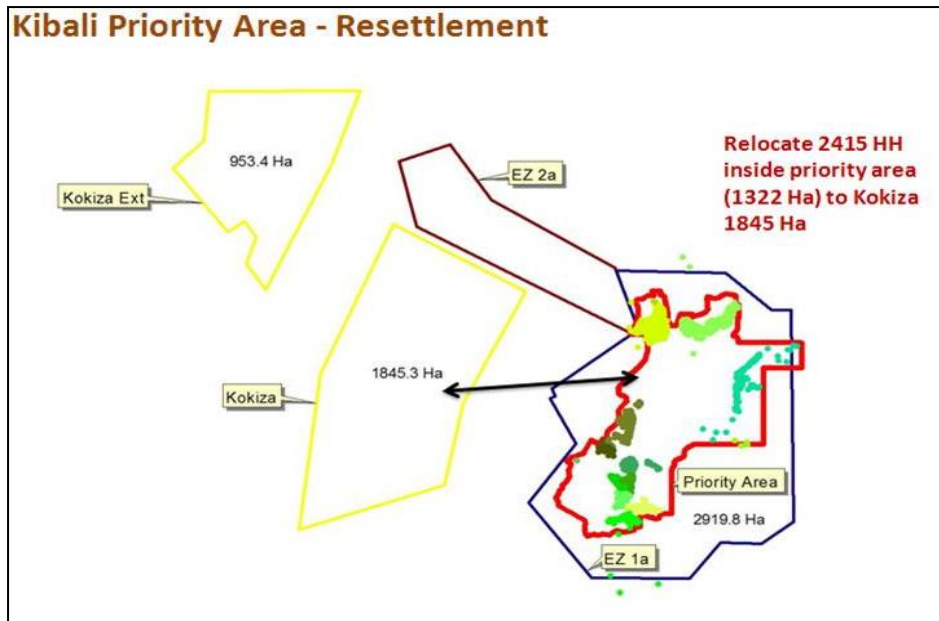 Kibali Priority Area - Resettlement
953.4 Ha
Kokiza Ext
EZ 2a
Relocate 2415 HH
inside priority area
(1322 Ha) to Kokiza
1845 Ha
1845.3 Ha
Kokiza
Priority Area
2919.8 Ha
EZ 1a